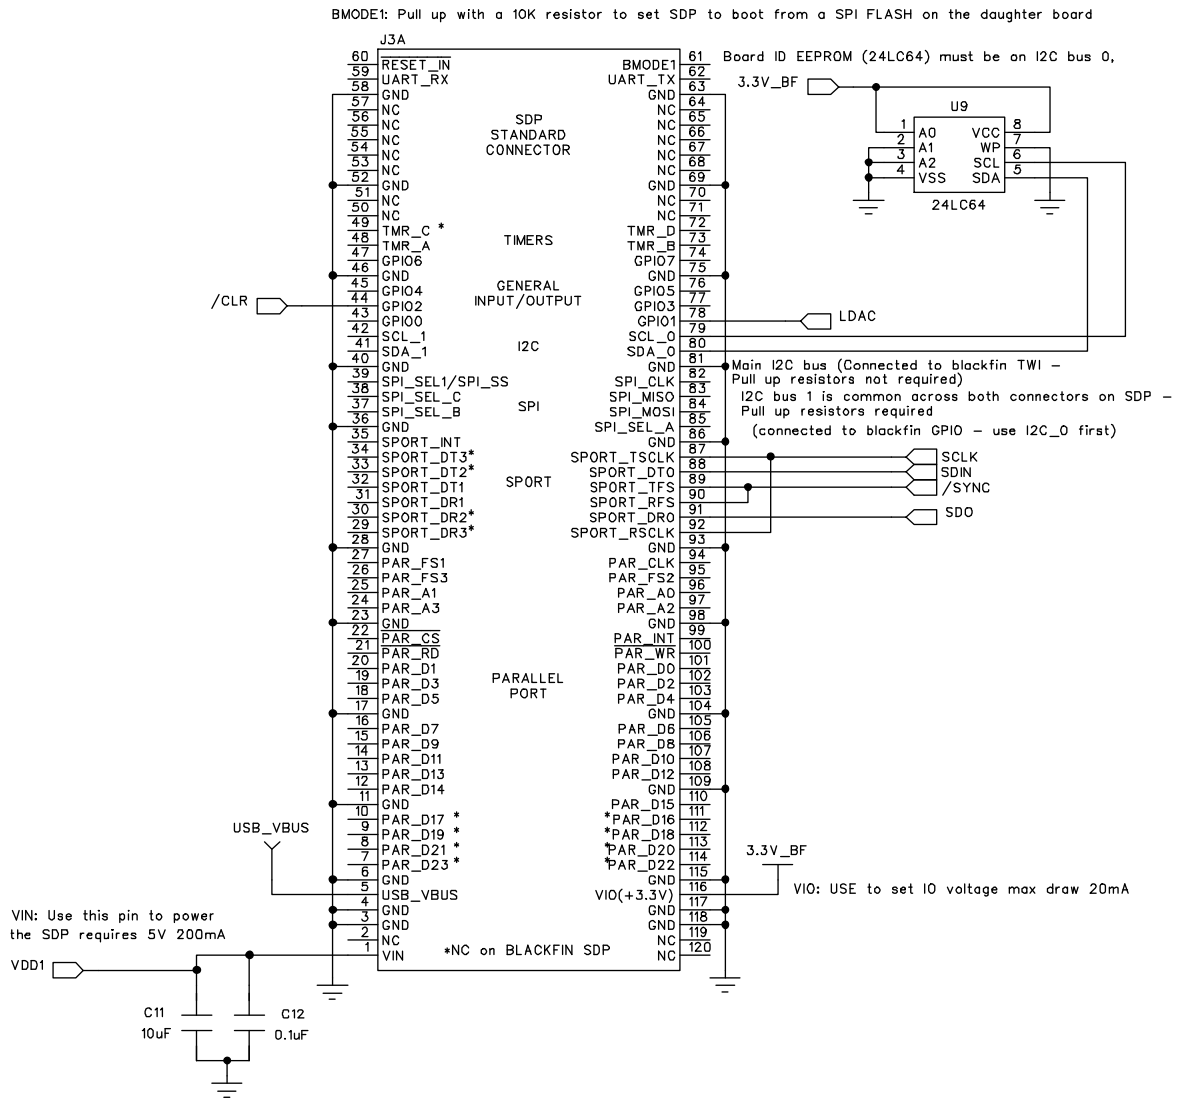 BMODE1: Pull up with a 10K resistor to set SDP to boot from a SPI FLASH on the daughter board
J3A
Board ID EEPROM (24LC64) must be on I2C bus 0,
3.3V_BF
U9
1 A0 VCC 8
2 A1 WP 7
3 A2 SCL 6
4 VSS SDA 5
24LC64
60 RESET_IN BMODE1 61
59 UART_RX UART_TX 62
58 GND GND 63
57 NC NC 64
56 NC NC 65
55 NC NC 66
54 NC NC 67
53 NC NC 68
52 GND GND 69
51 NC NC 70
50 NC NC 71
49 TMR_C * TMR_D 72
48 TMR_A TMR_B 73
47 GPIO6 GPIO7 74
46 GND GND 75
45 GPIO4 GPIO5 76
44 GPIO2 GPIO3 77
43 GPIO0 GPIO1 78
42 SCL_1 SCL_0 79
41 SDA_1 SDA_0 80
40 GND GND 81
39 SPI_SEL1/SPI_SS SPI_CLK 82
38 SPI_SEL_C SPI_MISO 83
37 SPI_SEL_B SPI_MOSI 84
36 GND SPI_SEL_A 85
35 SPORT_INT GND 86
34 SPORT_DT3* SPORT_TSCLK 87
33 SPORT_DT2* SPORT_DT0 88
32 SPORT_DT1 SPORT_TFS 89
31 SPORT_DR1 SPORT_RFS 90
30 SPORT_DR2* SPORT_DR0 91
29 SPORT_DR3* SPORT_RSCLK 92
28 GND GND 93
27 PAR_FS1 PAR_CLK 94
26 PAR_FS3 PAR_FS2 95
25 PAR_A1 PAR_A0 96
24 PAR_A3 PAR_A2 97
23 GND GND 98
22 PAR_CS PAR_INT 99
21 PAR_RD PAR_WR 100
20 PAR_D1 PAR_D0 101
19 PAR_D3 PAR_D2 102
18 PAR_D5 PAR_D4 103
17 GND GND 104
16 PAR_D7 PAR_D6 105
15 PAR_D9 PAR_D8 106
14 PAR_D11 PAR_D10 107
13 PAR_D13 PAR_D12 108
12 PAR_D14 GND 109
11 GND PAR_D15 110
10 PAR_D17 * *PAR_D16 111
9 PAR_D19 * *PAR_D18 112
8 PAR_D21 * *PAR_D20 113
7 PAR_D23 * *PAR_D22 114
6 GND GND 115
5 USB_VBUS VIO(+3.3V) 116
4 GND GND 117
3 GND GND 118
2 NC NC 119
1 VIN NC 120
SDP
STANDARD
CONNECTOR
TIMERS
GENERAL
INPUT/OUTPUT
I2C
SPI
SPORT
PARALLEL
PORT
*NC on BLACKFIN SDP
/CLR
LDAC
Main I2C bus (Connected to blackfin TWI –
Pull up resistors not required)
I2C bus 1 is common across both connectors on SDP –
Pull up resistors required
(connected to blackfin GPIO – use I2C_0 first)
SCLK
SDIN
/SYNC
SDO
USB_VBUS
3.3V_BF
VIO: USE to set IO voltage max draw 20mA
VIN: Use this pin to power
the SDP requires 5V 200mA
VDD1
C11
10uF
C12
0.1uF